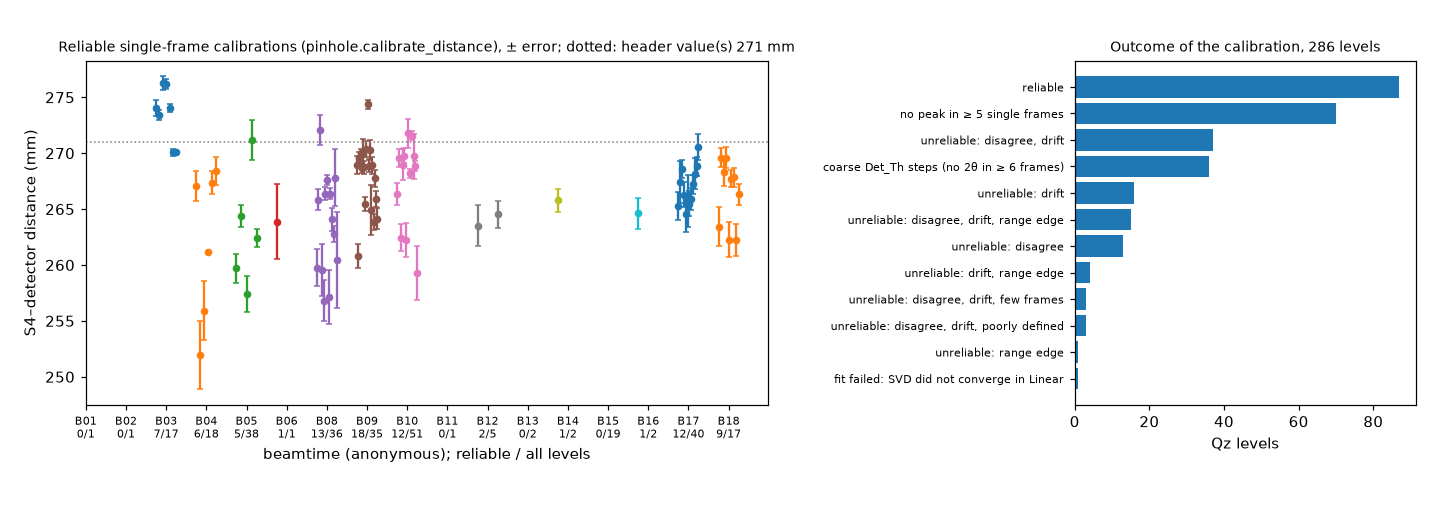 Reliable single-frame calibrations (pinhole.calibrate_distance), ± error; dotted: header value(s) 271 mm
S4–detector distance (mm)
275
270
265
260
255
250
B01 B02 B03 B04 B05 B06 B08 B09 B10 B11 B12 B13 B14 B15 B16 B17 B18
0/1 0/1 7/17 6/18 5/38 1/1 13/36 18/35 12/51 0/1 2/5 0/2 1/2 0/19 1/2 12/40 9/17
beamtime (anonymous); reliable / all levels
Outcome of the calibration, 286 levels
reliable
no peak in ≥ 5 single frames
unreliable: disagree, drift
coarse Det_Th steps (no 2θ in ≥ 6 frames)
unreliable: drift
unreliable: disagree, drift, range edge
unreliable: disagree
unreliable: drift, range edge
unreliable: disagree, drift, few frames
unreliable: disagree, drift, poorly defined
unreliable: range edge
fit failed: SVD did not converge in Linear
0 20 40 60 80
Qz levels